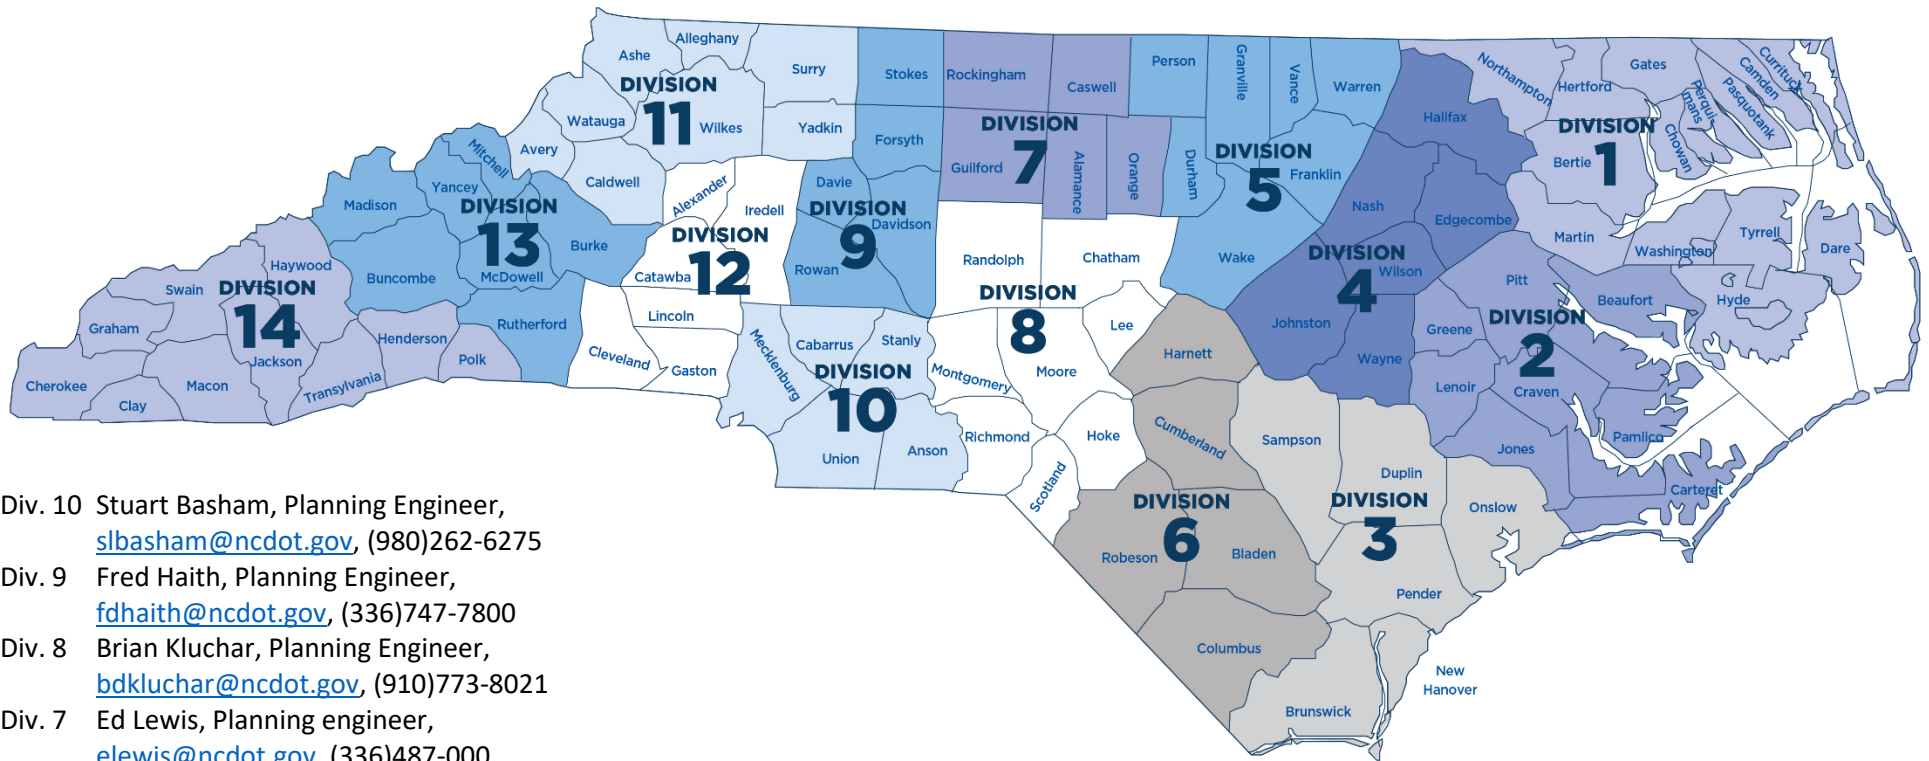 Ashe
Alleghany
Surry
Stokes
Rockingham
Caswell
Person
Granville
Vance
Warren
Northampton
Hertford
Gates
Currituck
Camden
Pasquotank
Perqui-
mans
Chowan
DIVISION
11
Watauga
Wilkes
Yadkin
Forsyth
DIVISION
7
Guilford
Alamance
Orange
Durham
DIVISION
5
Franklin
Halifax
DIVISION
1
Bertie
Mitchell
Avery
Caldwell
Alexander
Iredell
Davie
DIVISION
9
Davidson
Rowan
Nash
Edgecombe
Martin
Washington
Tyrrell
Dare
Madison
Yancey
DIVISION
13
Burke
McDowell
Buncombe
DIVISION
12
Catawba
Randolph
Chatham
Wake
DIVISION
4
Wilson
Pitt
Beaufort
Hyde
Haywood
Swain
DIVISION
14
Graham
Jackson
Henderson
Polk
Rutherford
Lincoln
Cleveland
Gaston
Mecklenburg
Cabarrus
Stanly
DIVISION
10
Montgomery
DIVISION
8
Lee
Moore
Harnett
Johnston
Wayne
Greene
DIVISION
2
Lenoir
Craven
Cherokee
Clay
Macon
Transylvania
Union
Anson
Richmond
Scotland
Hoke
Cumberland
Sampson
Duplin
Jones
Pamlico
Carteret
Onslow
DIVISION
6
Robeson
Bladen
DIVISION
3
Pender
Columbus
Brunswick
New
Hanover
Div. 10 Stuart Basham, Planning Engineer,
slbasham@ncdot.gov, (980)262-6275
Div. 9 Fred Haith, Planning Engineer,
fdhaith@ncdot.gov, (336)747-7800
Div. 8 Brian Kluchar, Planning Engineer,
bdkluchar@ncdot.gov, (910)773-8021
Div. 7 Ed Lewis, Planning engineer,
elewis@ncdot.gov, (336)487-000